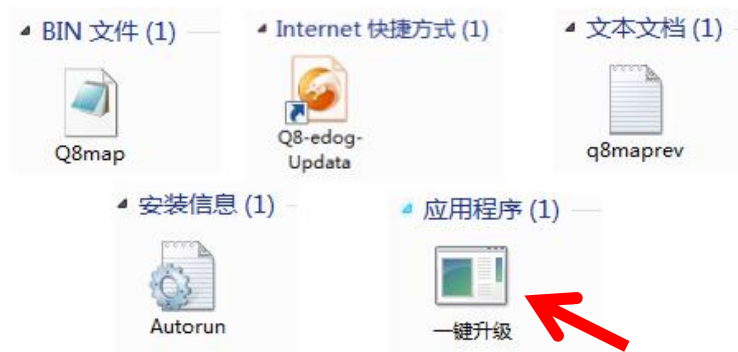 BIN 文件 (1)
Internet 快捷方式 (1)
文本文档 (1)
Q8map
Q8-edog-
Updata
q8maprev
安装信息 (1)
应用程序 (1)
Autorun
一键升级